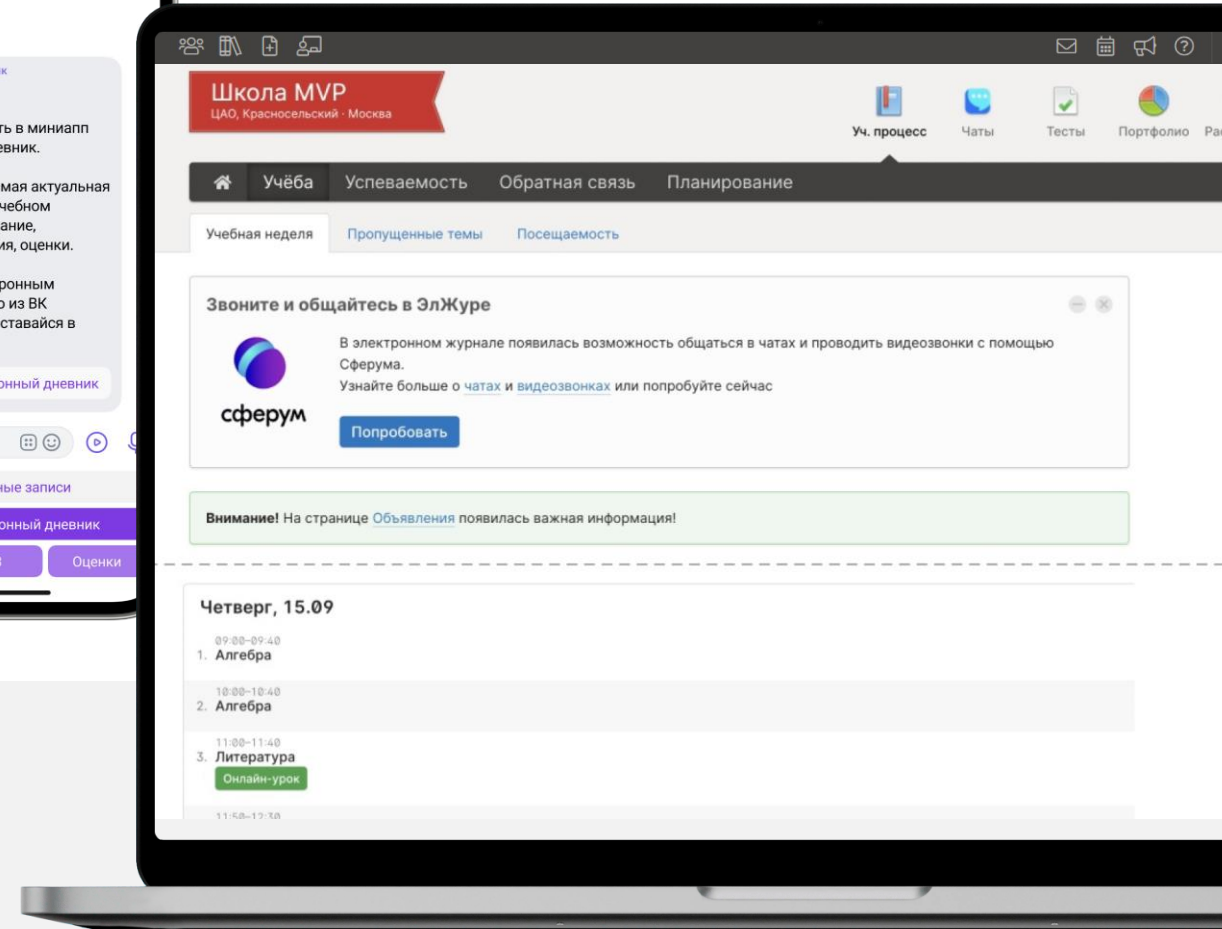 ть в миниапп
евник.
мая актуальная
чебном
ание,
ия, оценки.
ронным
о из ВК
ставайся в
онный дневник
ные записи
онный дневник
Оценки
Школа MVP
ЦАО, Красносельский · Москва
Уч. процесс
Чаты
Тесты
Портфолио
Учёба
Успеваемость
Обратная связь
Планирование
Учебная неделя
Пропущенные темы
Посещаемость
Звоните и общайтесь в ЭлЖуре
сферум
В электронном журнале появилась возможность общаться в чатах и проводить видеозвонки с помощью
Сферума.
Узнайте больше о чатах и видеозвонках или попробуйте сейчас
Попробовать
Внимание! На странице Объявления появилась важная информация!
Четверг, 15.09
09:00–09:40
1. Алгебра
10:00–10:40
2. Алгебра
11:00–11:40
3. Литература
Онлайн-урок
11:50–12:30